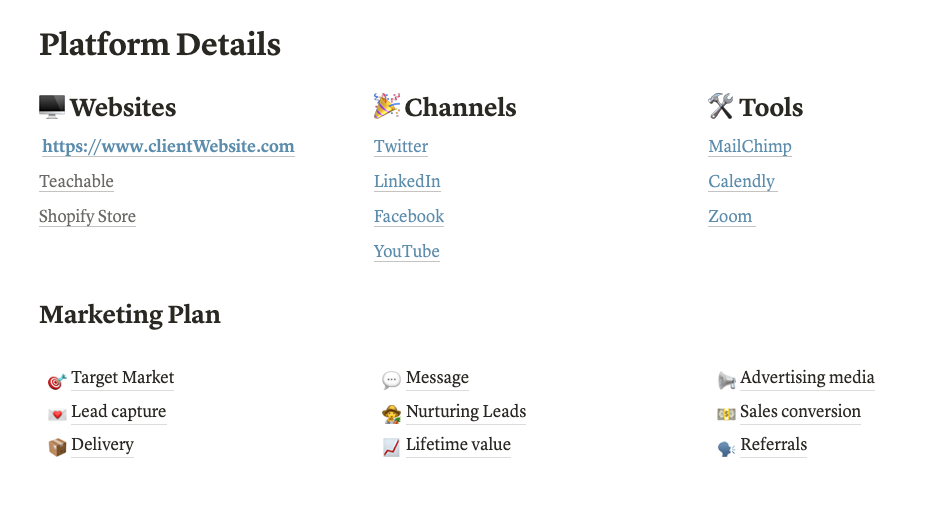 Platform Details
Websites
https://www.clientWebsite.com
Teachable
Shopify Store
Channels
Twitter
LinkedIn
Facebook
YouTube
Tools
MailChimp
Calendly
Zoom
Marketing Plan
Target Market
Lead capture
Delivery
Message
Nurturing Leads
Lifetime value
Advertising media
Sales conversion
Referrals